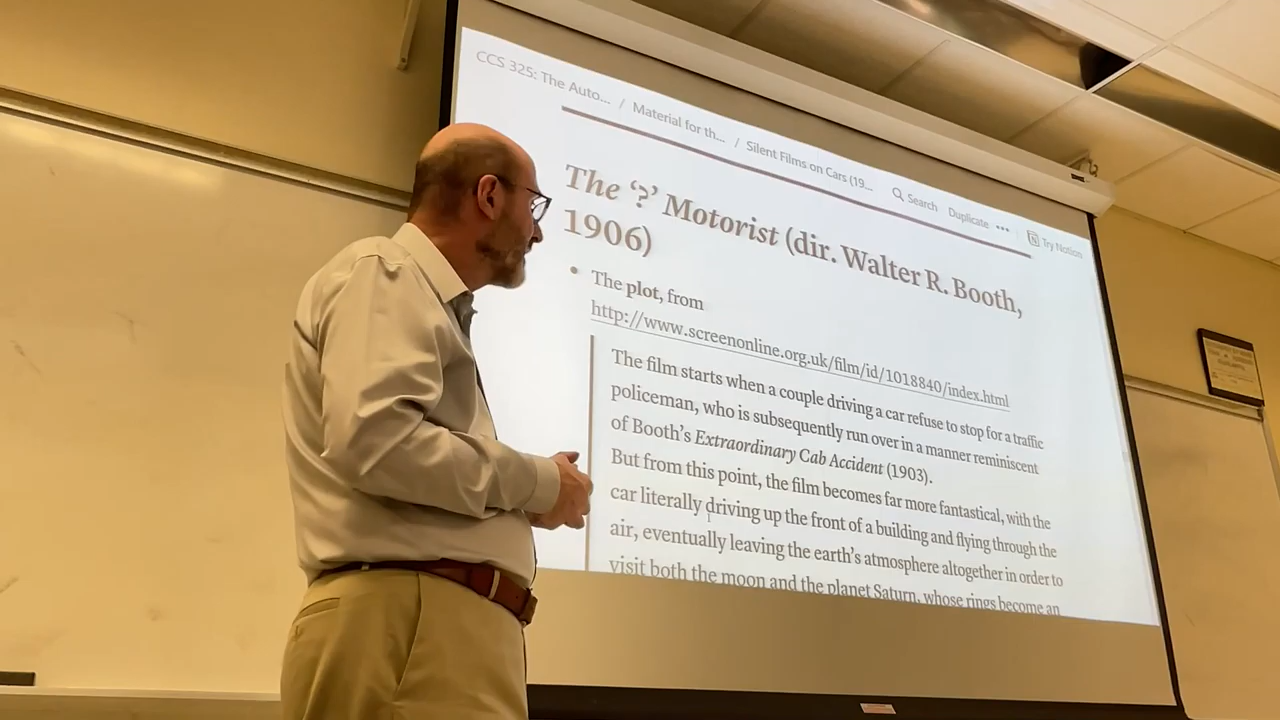 CCS 325: The Auto... / Material for th... / Silent Films on Cars (19... Search Duplicate ••• Try Notion
The ‘?’ Motorist (dir. Walter R. Booth,
1906)
• The plot, from
http://www.screenonline.org.uk/film/id/1018840/index.html
The film starts when a couple driving a car refuse to stop for a traffic
policeman, who is subsequently run over in a manner reminiscent
of Booth’s Extraordinary Cab Accident (1903).
But from this point, the film becomes far more fantastical, with the
car literally driving up the front of a building and flying through the
air, eventually leaving the earth’s atmosphere altogether in order to
visit both the moon and the planet Saturn, whose rings become an